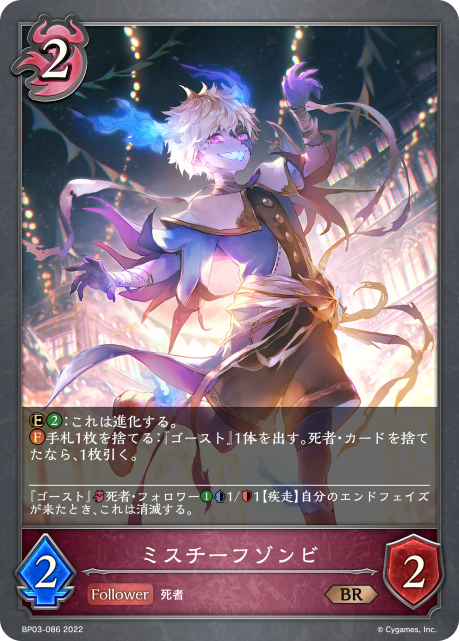 2
E 2:これは進化する。
F 手札1枚を捨てる:『ゴースト』1体を出す。死者・カードを捨て
たなら、1枚引く。
『ゴースト』死者・フォロワー 1 1/1【疾走】自分のエンドフェイズ
が来たとき、これは消滅する。
2 ミスチーフゾンビ 2
Follower 死者 BR
BP03-086 2022 © Cygames, Inc.